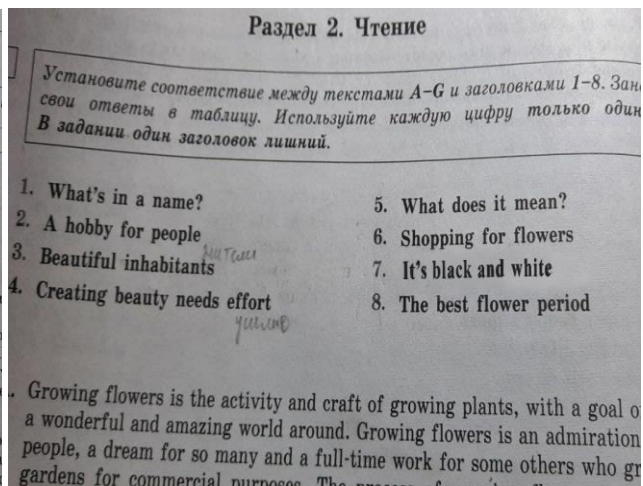 Раздел 2. Чтение
Установите соответствие между текстами A–G и заголовками 1–8.
свои ответы в таблицу. Используйте каждую цифру только
В задании один заголовок лишний.
1. What's in a name?
2. A hobby for people
3. Beautiful inhabitants
жители
4. Creating beauty needs effort
усилие
5. What does it mean?
6. Shopping for flowers
7. It's black and white
8. The best flower period
Growing flowers is the activity and craft of growing plants, with a goal
a wonderful and amazing world around. Growing flowers is an admiration
people, a dream for so many and a full-time work for some others who
gardens for commercial purposes. The